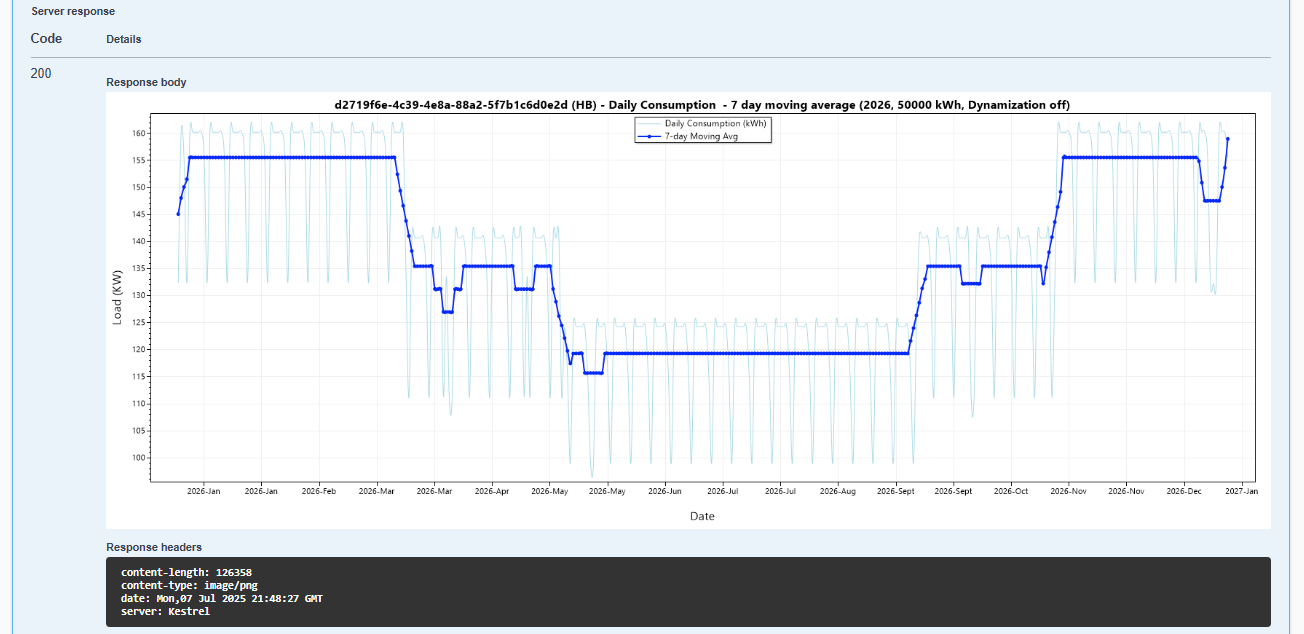 Server response
Code Details
200
Response body
d2719f6e-4c39-4e8a-88a2-5f7b1c6d0e2d (HB) - Daily Consumption - 7 day moving average (2026, 50000 kWh, Dynamization off)
Daily Consumption (kWh)
7-day Moving Avg
160
155
150
145
140
135
130
125
120
115
110
105
100
Load (KW)
2026-Jan 2026-Jan 2026-Feb 2026-Mar 2026-Mar 2026-Apr 2026-May 2026-May 2026-Jun 2026-Jul 2026-Jul 2026-Aug 2026-Sept 2026-Sept 2026-Oct 2026-Nov 2026-Nov 2026-Dec 2027-Jan
Date
Response headers
content-length: 126358
content-type: image/png
date: Mon,07 Jul 2025 21:48:27 GMT
server: Kestrel